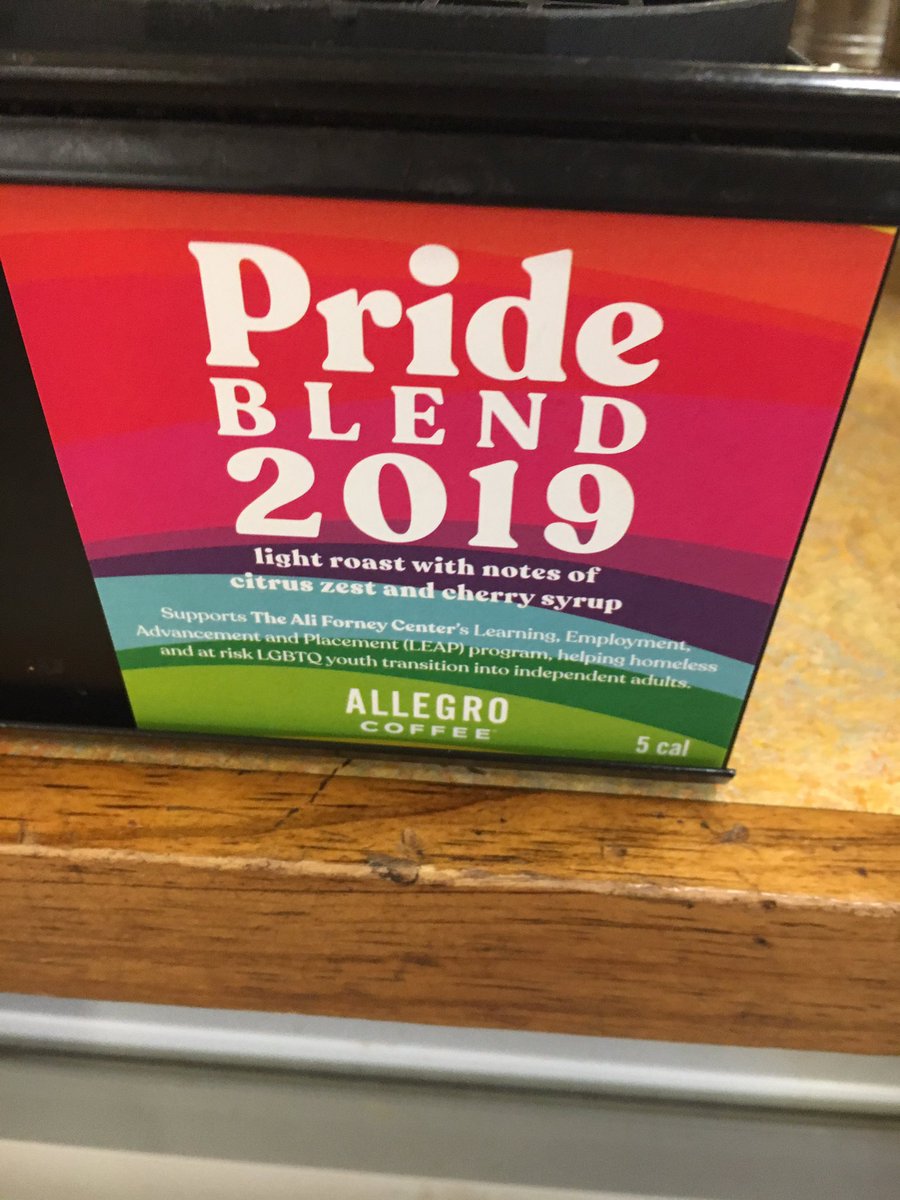 Pride
BLEND
2019
light roast with notes of
citrus zest and cherry syrup
Supports The Ali Forney Center's Learning, Employment,
Advancement and Placement (LEAP) program, helping homeless
and at risk LGBTQ youth transition into independent adults.
ALLEGRO
COFFEE
5 cal